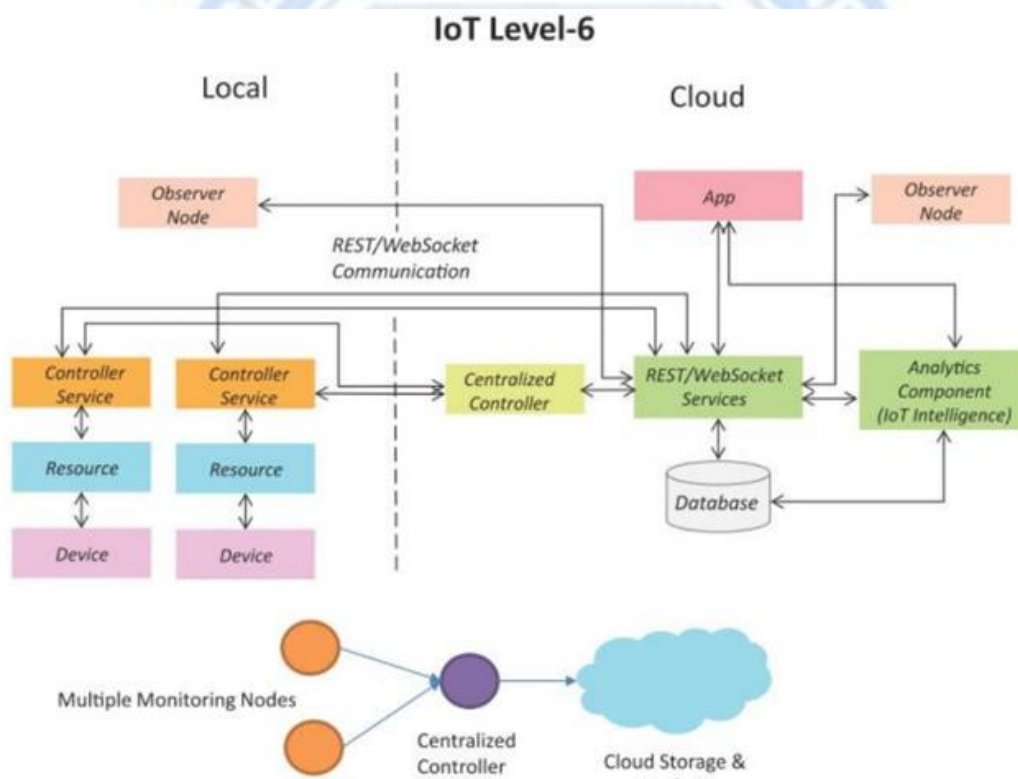 IoT Level-6
Local
Cloud
Observer
Node
App
Observer
Node
REST/WebSocket
Communication
Controller
Service
Controller
Service
Centralized
Controller
REST/WebSocket
Services
Analytics
Component
(IoT Intelligence)
Resource
Resource
Database
Device
Device
Multiple Monitoring Nodes
Centralized
Controller
Cloud Storage &